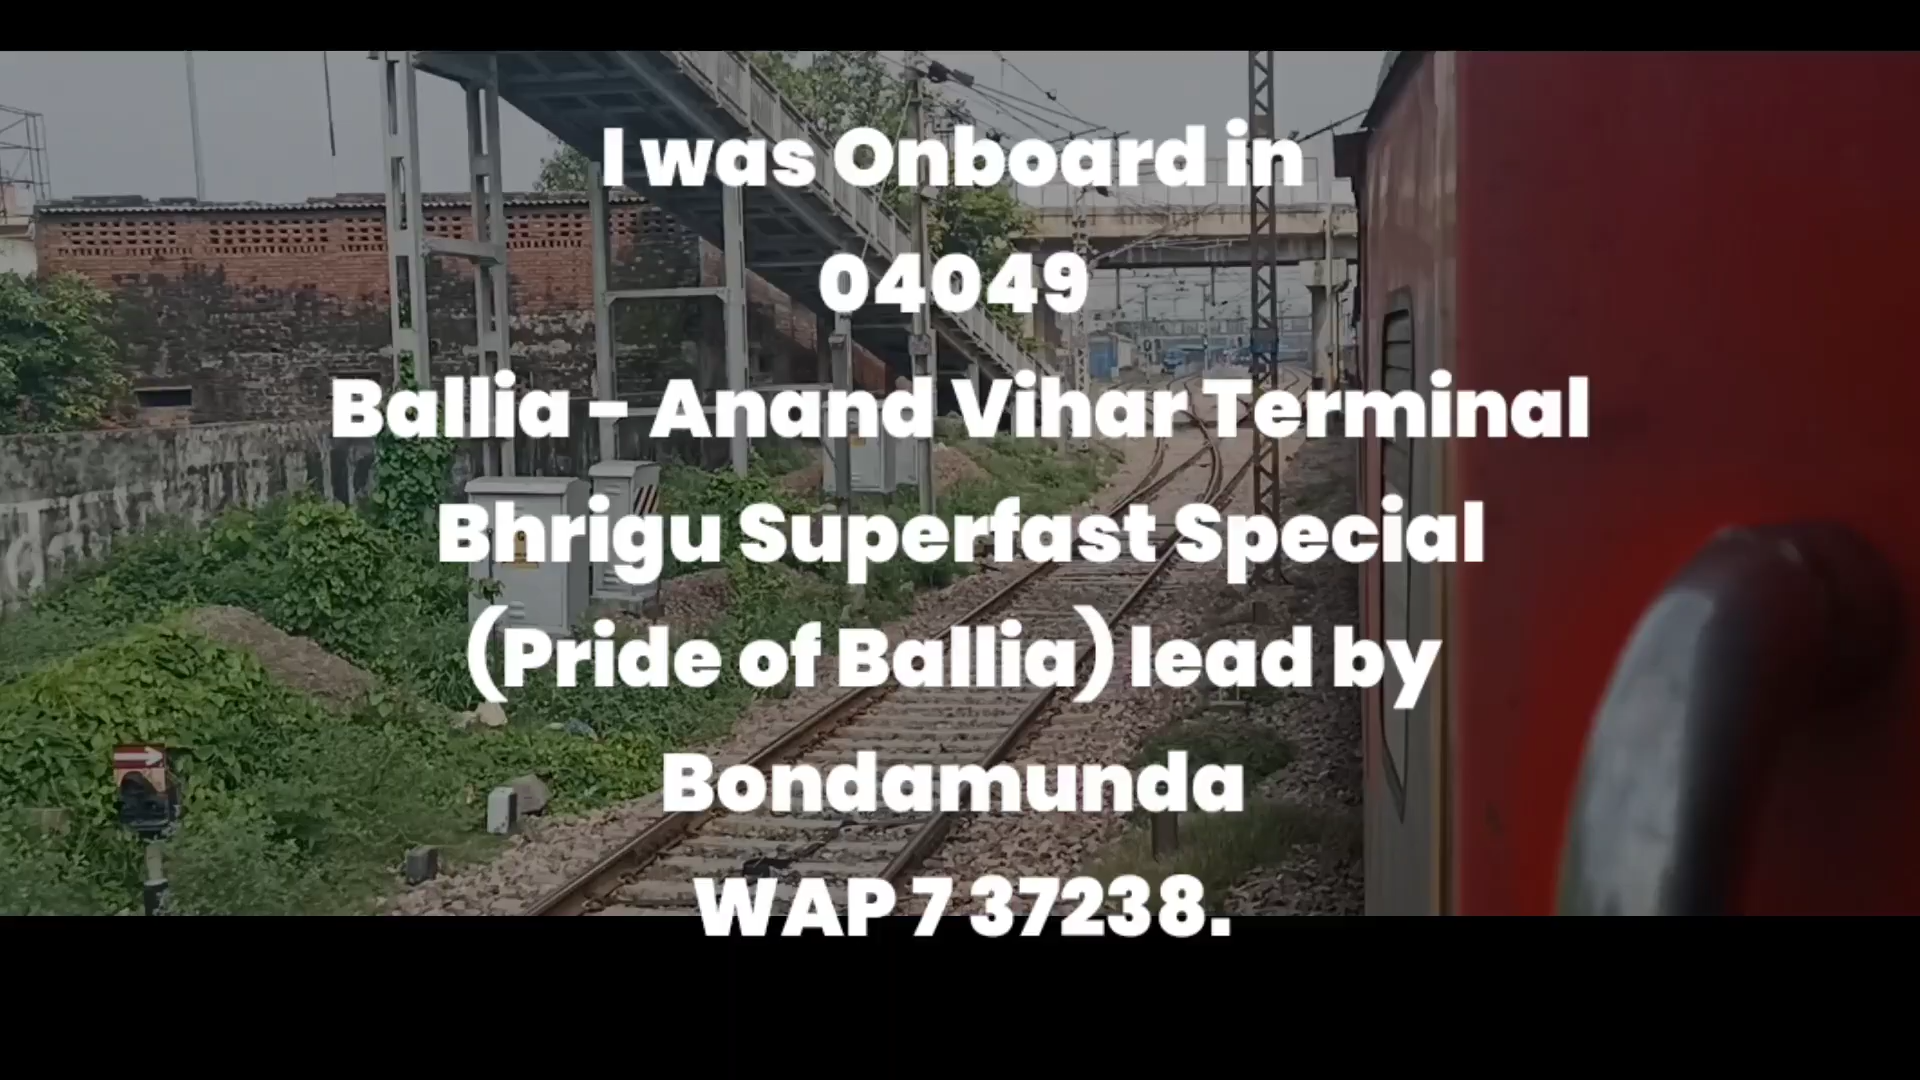 I was Onboard in
04049
Ballia - Anand Vihar Terminal
Bhrigu Superfast Special
(Pride of Ballia) lead by
Bondamunda
WAP 7 37238.